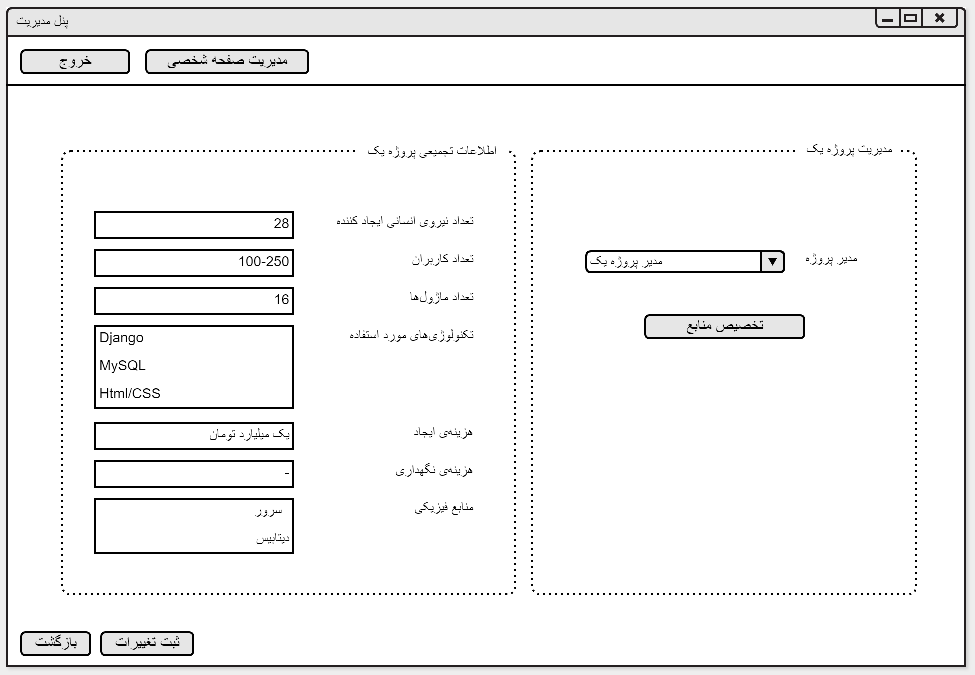 پنل مدیریت
مدیریت صفحه شخصی
خروج
مدیریت پروژه یک
مدیر پروژه
مدیر پروژه یک
تخصیص منابع
اطلاعات تجمیعی پروژه یک
تعداد نیروی انسانی ایجاد کننده
28
تعداد کاربران
100-250
تعداد ماژول‌ها
16
تکنولوژی‌های مورد استفاده
Django
MySQL
Html/CSS
هزینه‌ی ایجاد
یک میلیارد تومان
هزینه‌ی نگهداری
-
منابع فیزیکی
سرور
دیتابیس
ثبت تغییرات
بازگشت